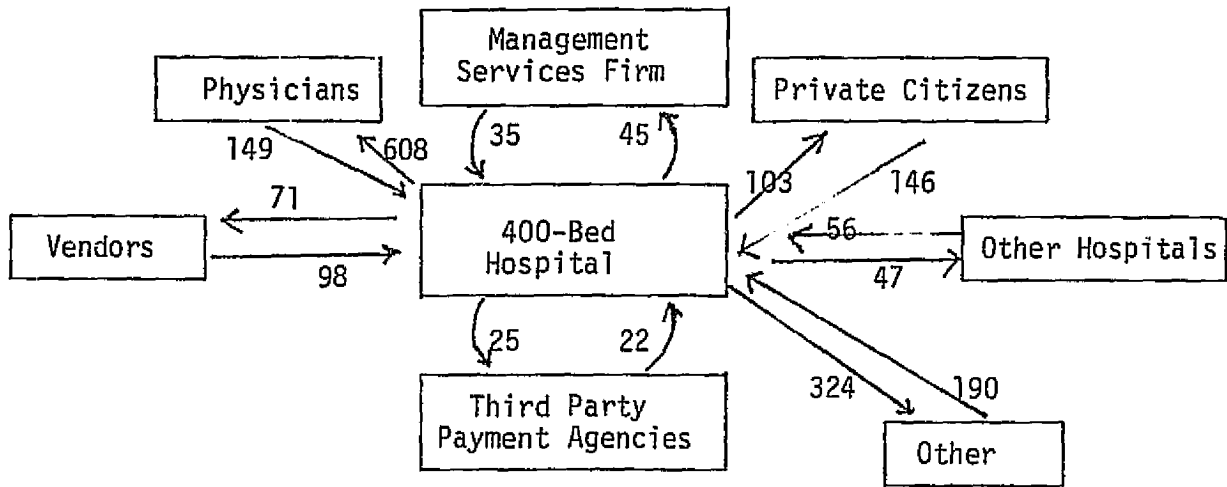 Management
Services Firm
Physicians
Private Citizens
35
45
149
608
103
146
71
400-Bed
Hospital
56
Vendors
Other Hospitals
98
47
25
22
324
190
Third Party
Payment Agencies
Other